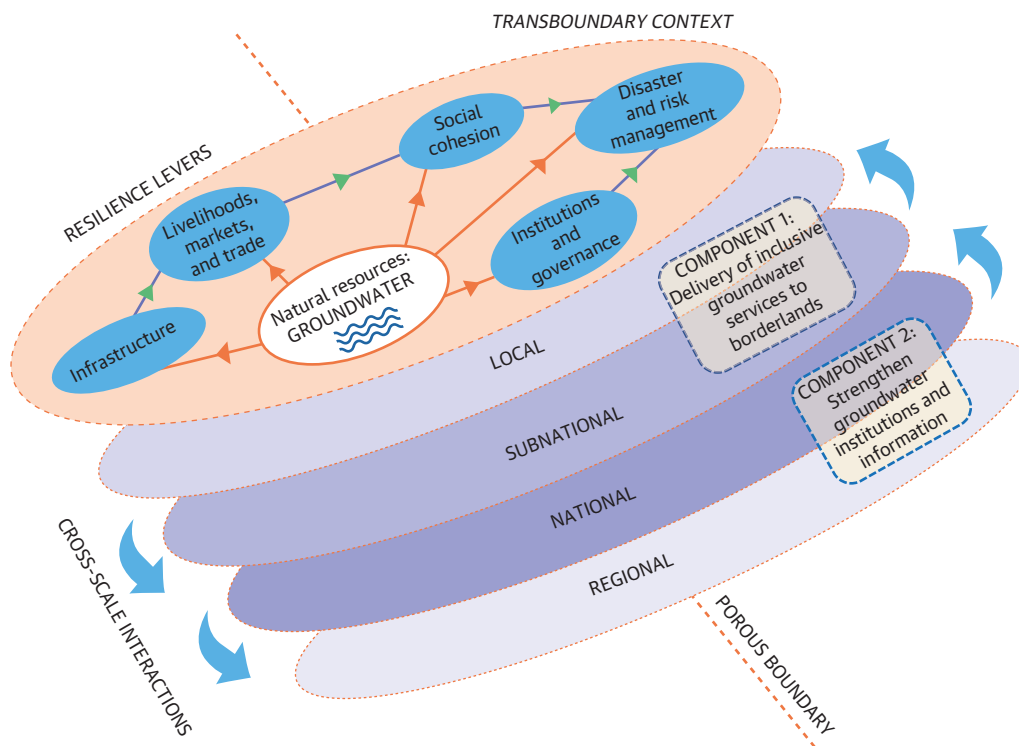 TRANSBOUNDARY CONTEXT
RESILIENCE LEVERS
Disaster
and risk
management
Social
cohesion
Livelihoods,
markets,
and trade
Institutions
and
governance
Natural resources:
GROUNDWATER
Infrastructure
COMPONENT 1:
Delivery of inclusive
groundwater
services to
borderlands
COMPONENT 2:
Strengthen
groundwater
institutions and
information
LOCAL
SUBNATIONAL
NATIONAL
REGIONAL
CROSS-SCALE INTERACTIONS
POROUS BOUNDARY